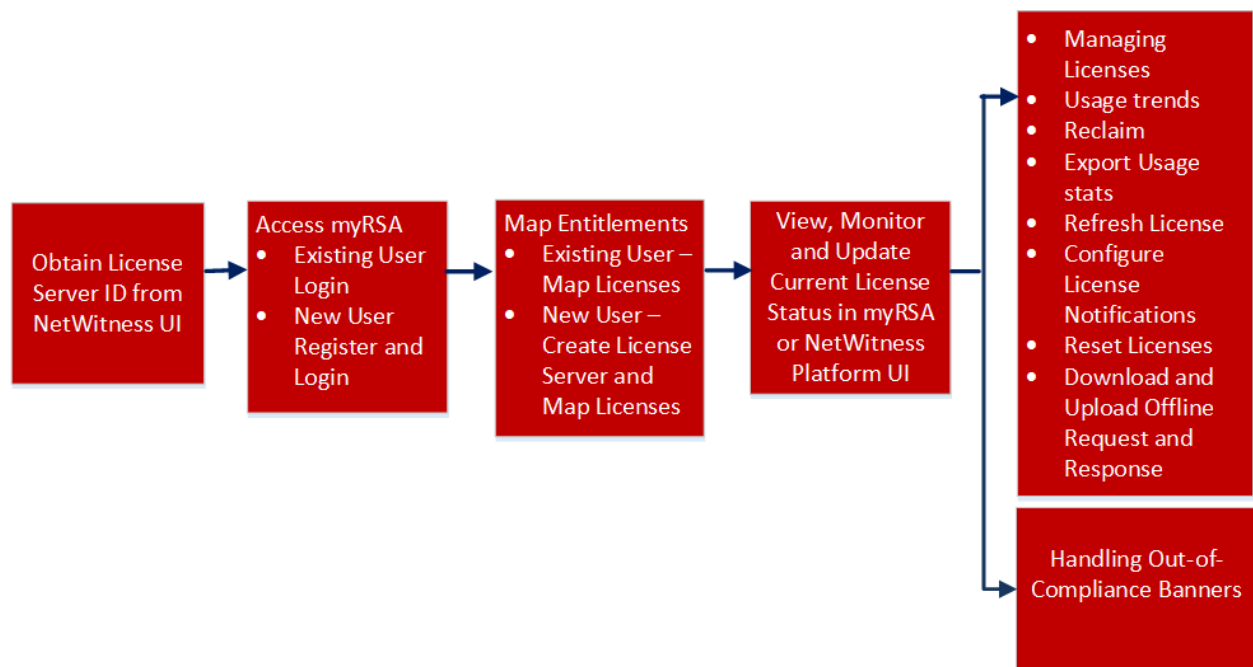 Obtain License
Server ID from
NetWitness UI
Access myRSA
• Existing User
Login
• New User
Register and
Login
Map Entitlements
• Existing User –
Map Licenses
• New User –
Create License
Server and
Map Licenses
View, Monitor
and Update
Current License
Status in myRSA
or NetWitness
Platform UI
• Managing
Licenses
• Usage trends
• Reclaim
• Export Usage
stats
• Refresh License
• Configure
License
Notifications
• Reset Licenses
• Download and
Upload Offline
Request and
Response
Handling Out-of-
Compliance Banners